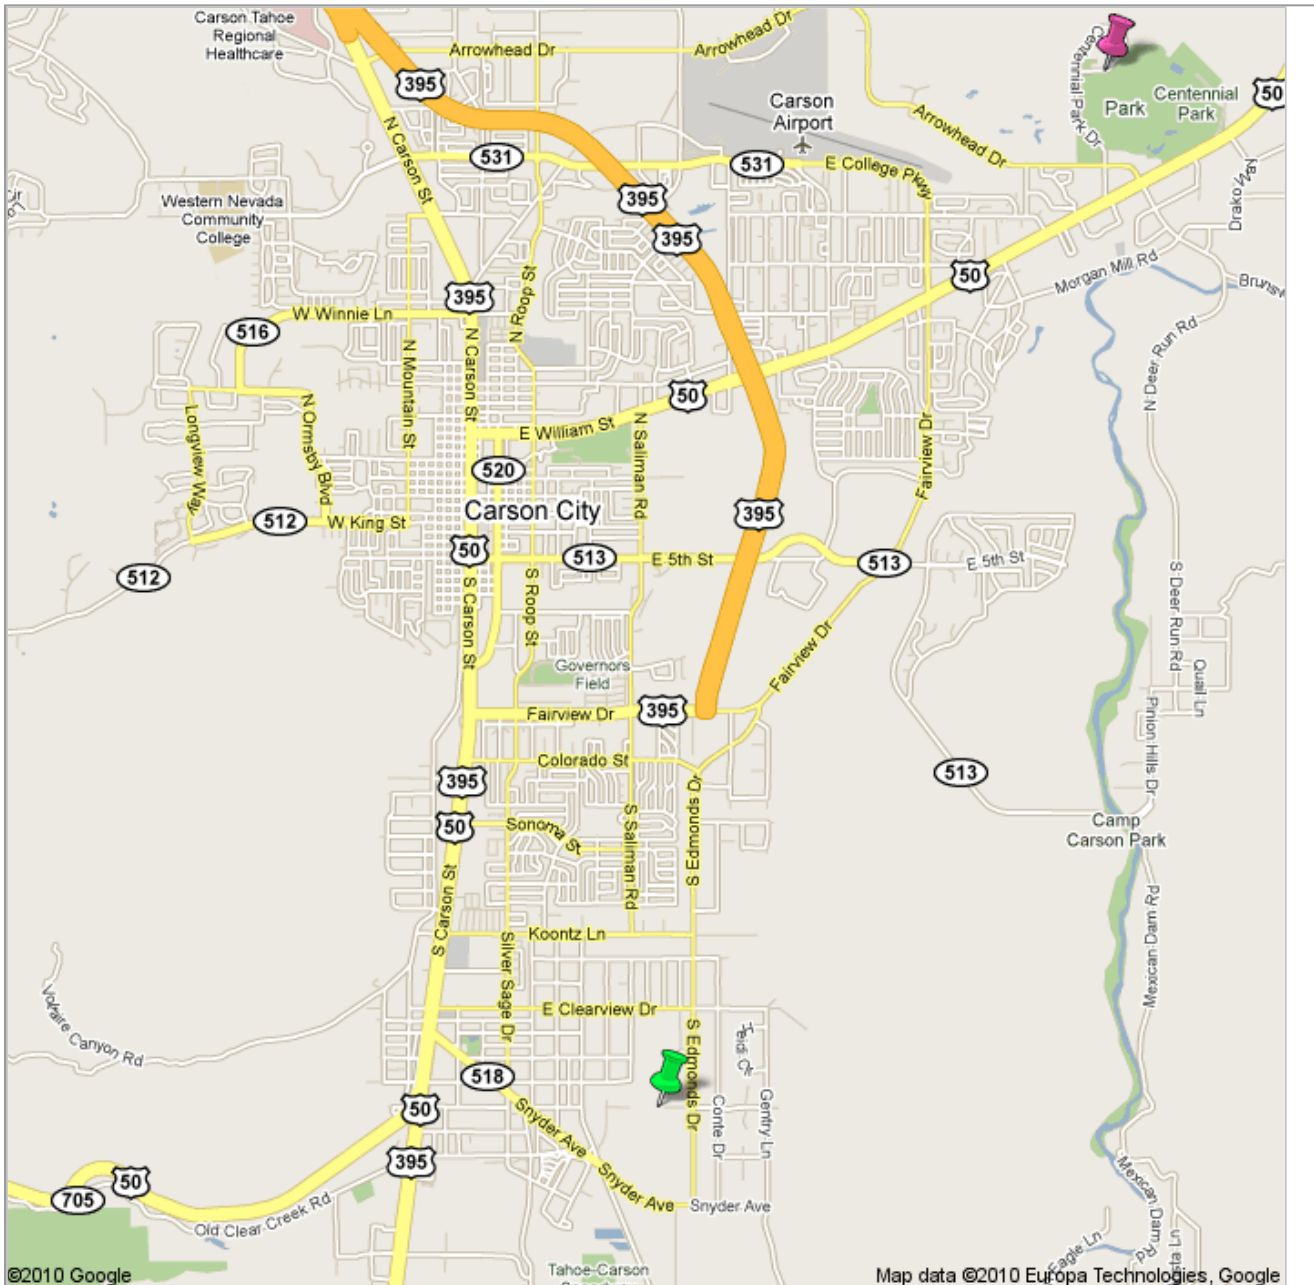 Carson Tahoe
Regional
Healthcare
Arrowhead Dr
Arrowhead Dr
Centennial Park Dr
395
Carson
Airport
Park
Centennial
Park
50
N Carson St
Arrowhead Dr
531
531
E College Pkwy
Western Nevada
Community
College
395
395
Drako Way
50
Morgan Mill Rd
N Roop St
395
W Winnie Ln
516
N Carson St
N Mountain St
N Deer Run Rd
50
Longview Way
N Ormsby Blvd
E William St
N Saliman Rd
Fairview Dr
520
Carson City
395
512
W King St
50
513
E 5th St
513
E 5th St
512
S Carson St
S Roop St
S Deer Run Rd
Governors
Field
Fairview Dr
Quail Ln
Fairview Dr
395
Pinion Hills Dr
Colorado St
395
513
50
Sonoma St
S Saliman Rd
S Edmonds Dr
Camp
Carson Park
S Carson St
Koontz Ln
Silver Sage Dr
Mexican Dam Rd
Voltaire Canyon Rd
E Clearview Dr
S Edmonds Dr
Heidi Cir
518
50
Snyder Ave
Conte Dr
Gentry Ln
395
50
705
Snyder Ave
Snyder Ave
Mexican Dam Rd
Old Clear Creek Rd
Eagle Ln
Tahoe-Carson
©2010 Google
Map data ©2010 Europa Technologies, Google